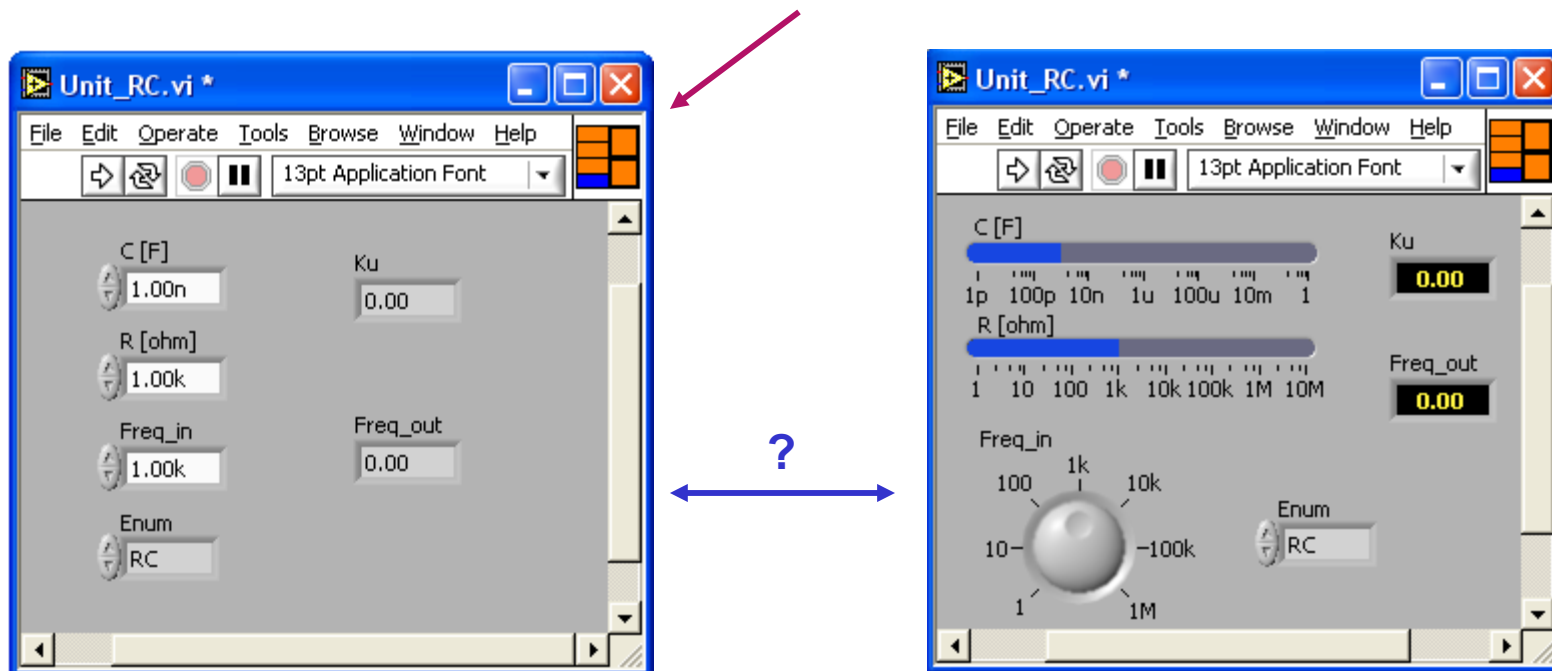 Unit_RC.vi *
File Edit Operate Tools Browse Window Help
13pt Application Font
C [F]
1.00n
Ku
0.00
R [ohm]
1.00k
Freq_in
1.00k
Freq_out
0.00
Enum
RC
?
Unit_RC.vi *
File Edit Operate Tools Browse Window Help
13pt Application Font
C [F]
1p 100p 10n 1u 100u 10m 1
Ku
0.00
R [ohm]
1 10 100 1k 10k 100k 1M 10M
Freq_out
0.00
Freq_in
1k
100 10k
10 100k
1 1M
Enum
RC